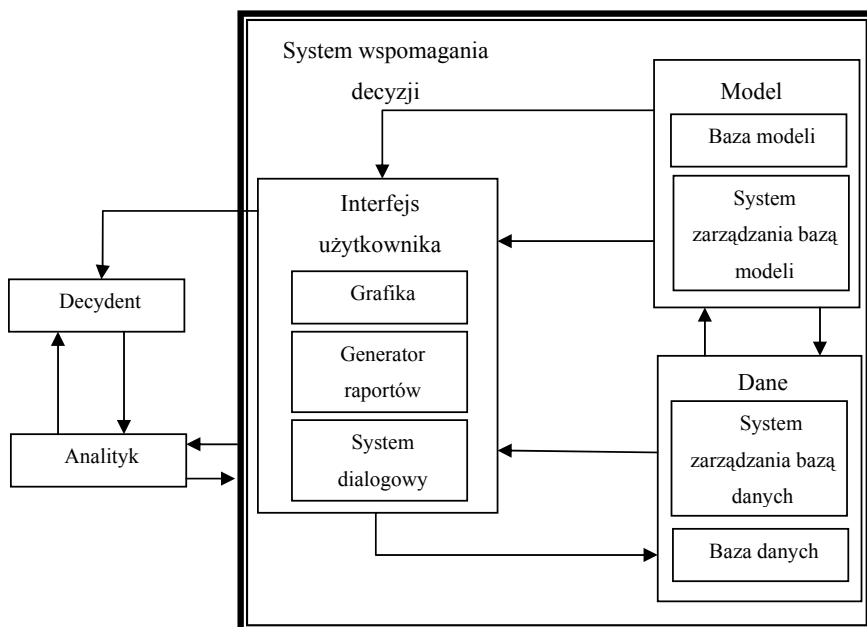 System wspomagania
decyzji
Model
Baza modeli
System
zarządzania bazą
modeli
Interfejs
użytkownika
Grafika
Generator
raportów
System
dialogowy
Decydent
Analityk
Dane
System
zarządzania bazą
danych
Baza danych